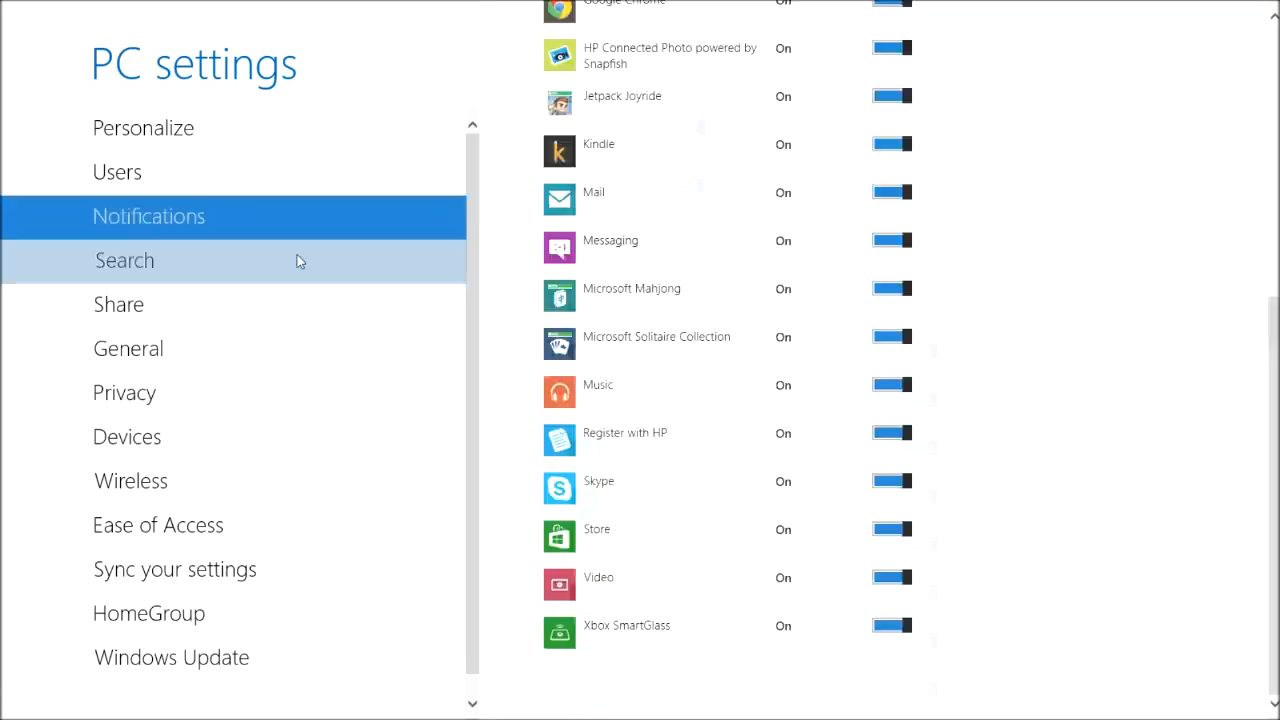 PC settings
Personalize
Users
Notifications
Search
Share
General
Privacy
Devices
Wireless
Ease of Access
Sync your settings
HomeGroup
Windows Update
Google Chrome On
HP Connected Photo powered by
Snapfish On
Jetpack Joyride On
Kindle On
Mail On
Messaging On
Microsoft Mahjong On
Microsoft Solitaire Collection On
Music On
Register with HP On
Skype On
Store On
Video On
Xbox SmartGlass On